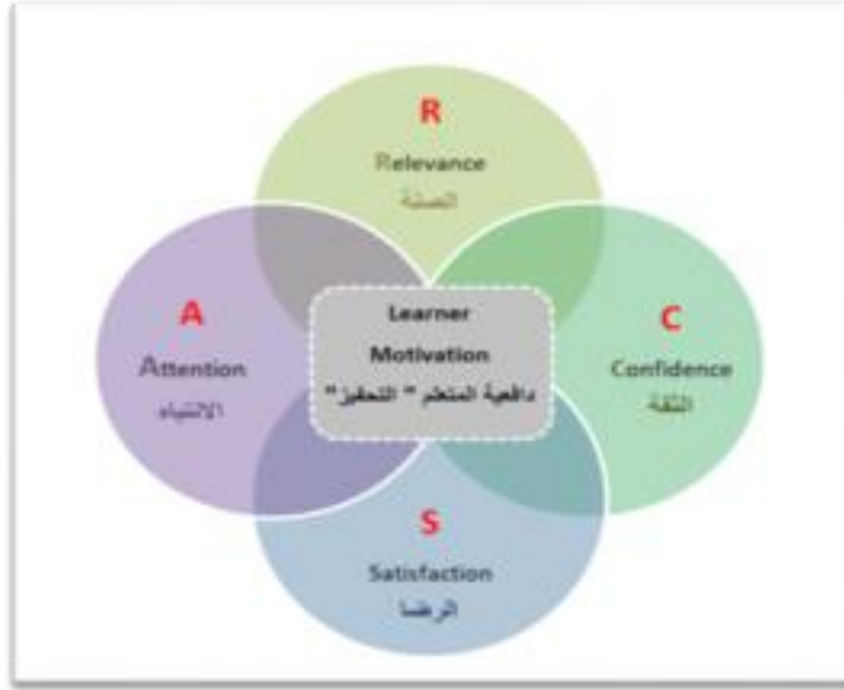 R
Relevance
الصلة
A
Attention
الانتباه
Learner
Motivation
دافعية المتعلم " التحفيز"
C
Confidence
الثقة
S
Satisfaction
الرضا